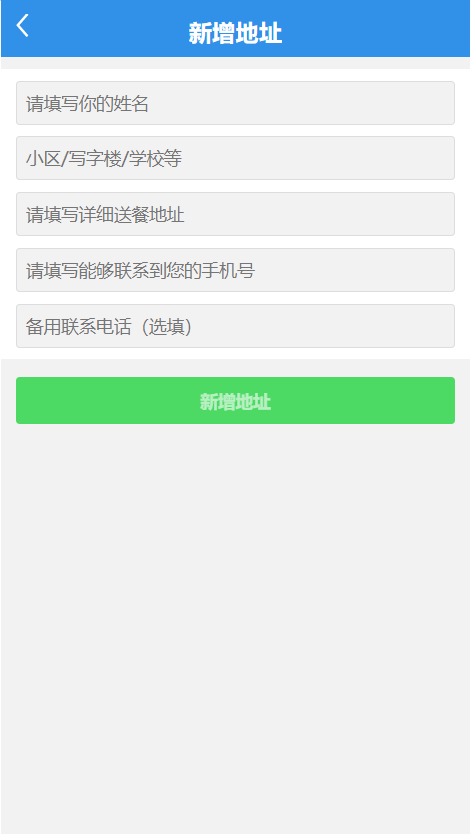 新增地址
请填写你的姓名
小区/写字楼/学校等
请填写详细送餐地址
请填写能够联系到您的手机号
备用联系电话（选填）
新增地址